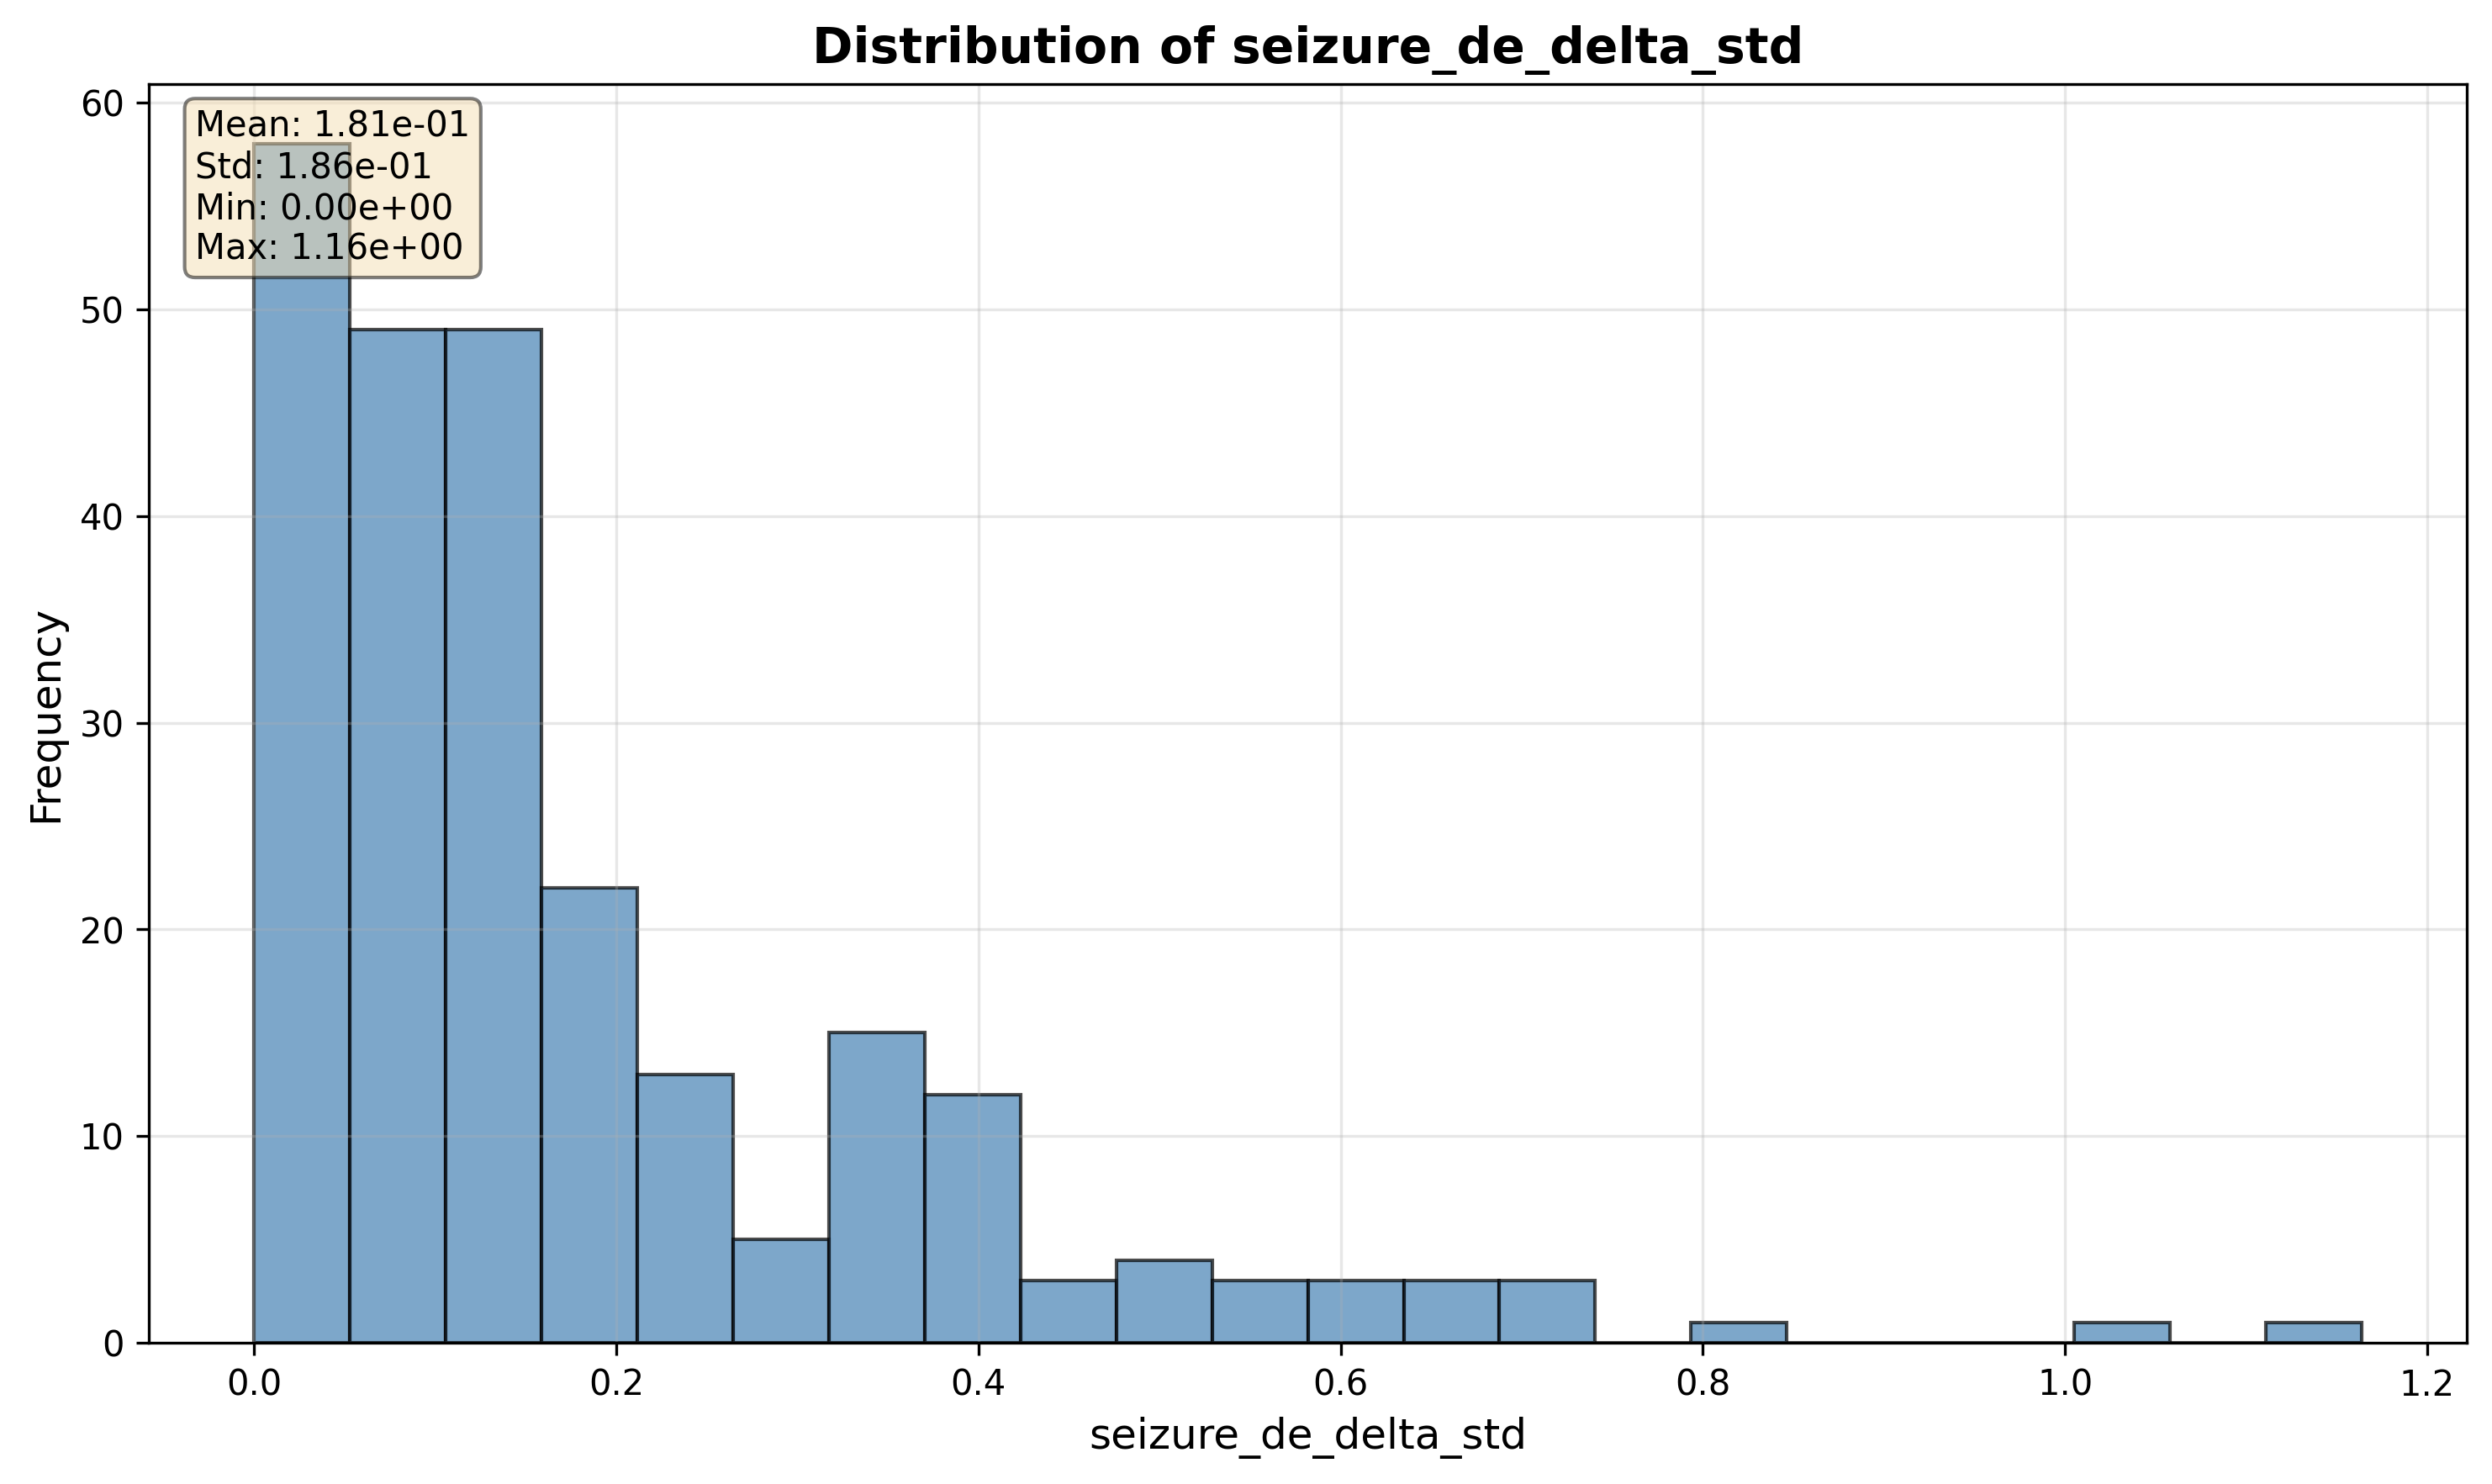 Distribution of seizure_de_delta_std
60
50
40
30
20
10
0
Mean: 1.81e-01
Std: 1.86e-01
Min: 0.00e+00
Max: 1.16e+00
Frequency
0.0 0.2 0.4 0.6 0.8 1.0 1.2
seizure_de_delta_std